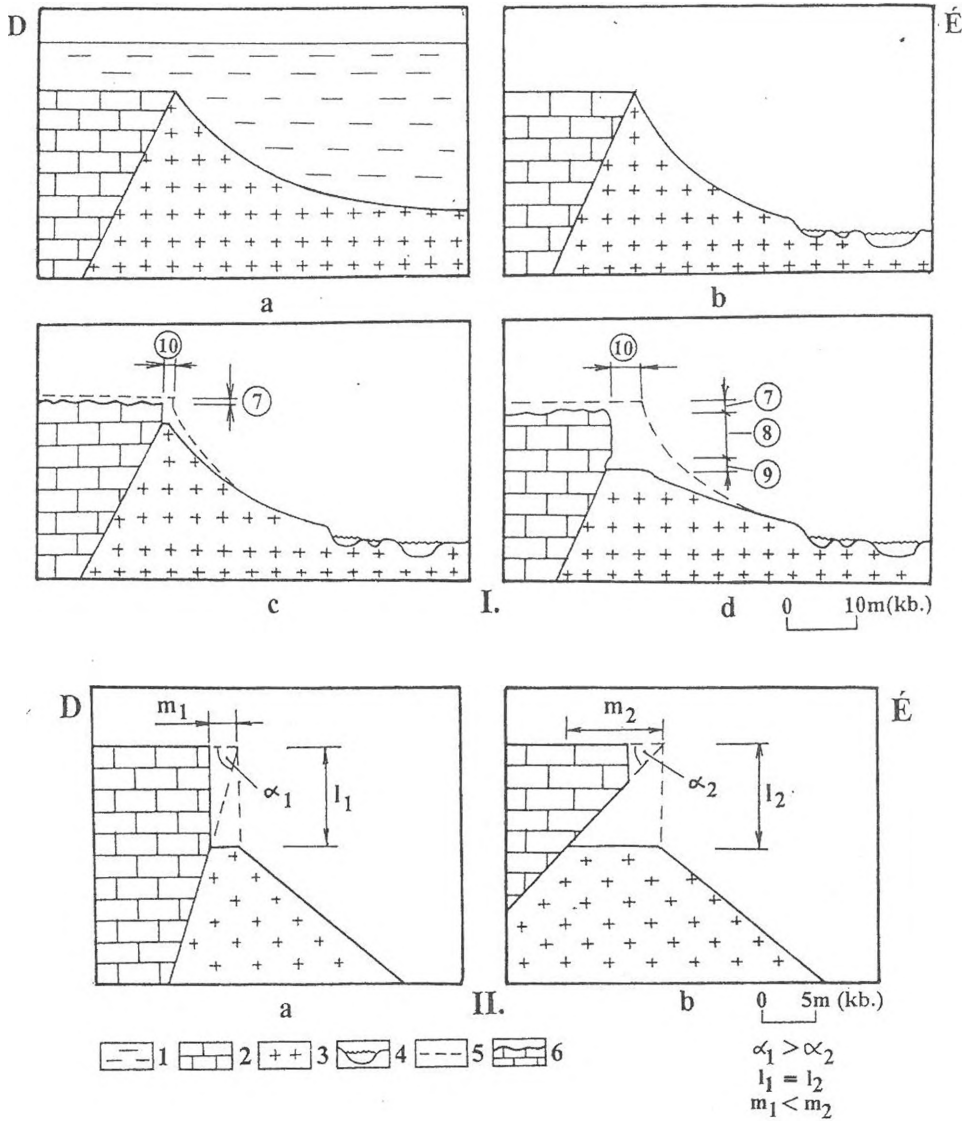 D É
a b
10 7
10 7
8
9
c I. d 0 10m(kb.)
D m₁ m₂ É
α₁ l₁ α₂ l₂
a II. b 0 5m (kb.)
1 2 3 4 5 6
α₁ > α₂
l₁ = l₂
m₁ < m₂